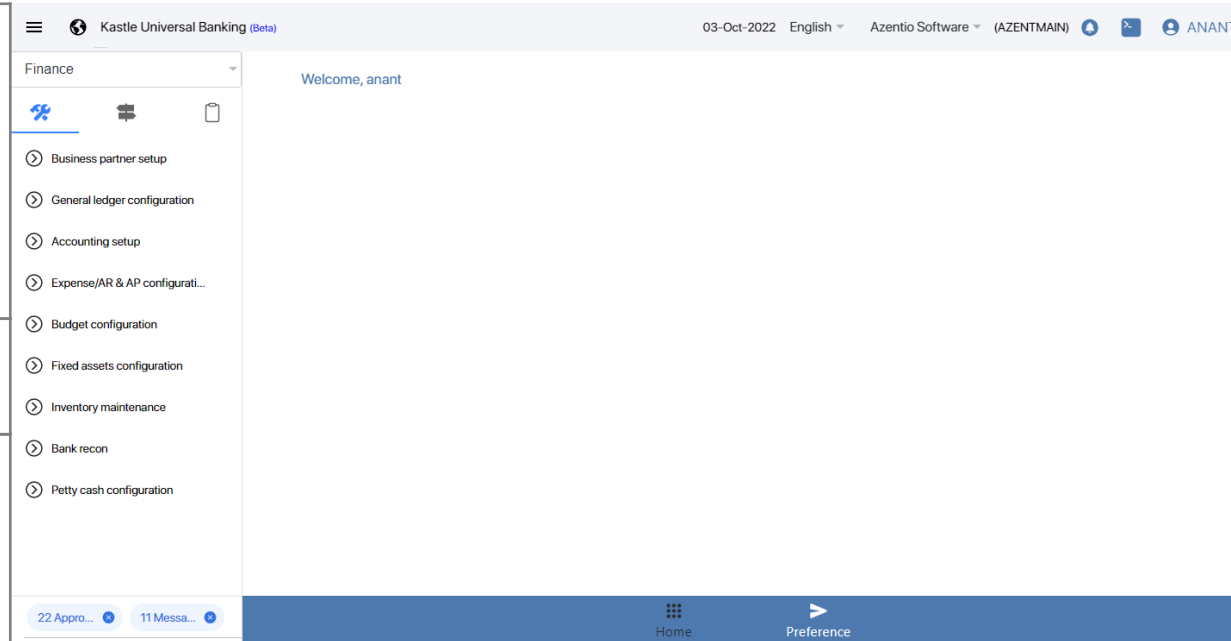 Kastle Universal Banking (Beta)
03-Oct-2022 English Azentio Software (AZENTMAIN) ANANT
Finance
Welcome, anant
Business partner setup
General ledger configuration
Accounting setup
Expense/AR & AP configurati...
Budget configuration
Fixed assets configuration
Inventory maintenance
Bank recon
Petty cash configuration
22 Appro... 11 Messa...
Home Preference